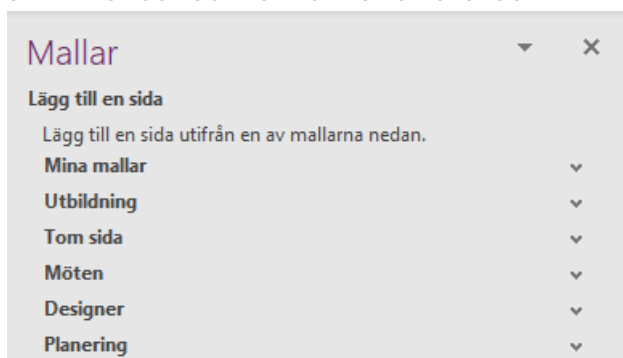 Mallar
Lägg till en sida
Lägg till en sida utifrån en av mallarna nedan.
Mina mallar
Utbildning
Tom sida
Möten
Designer
Planering